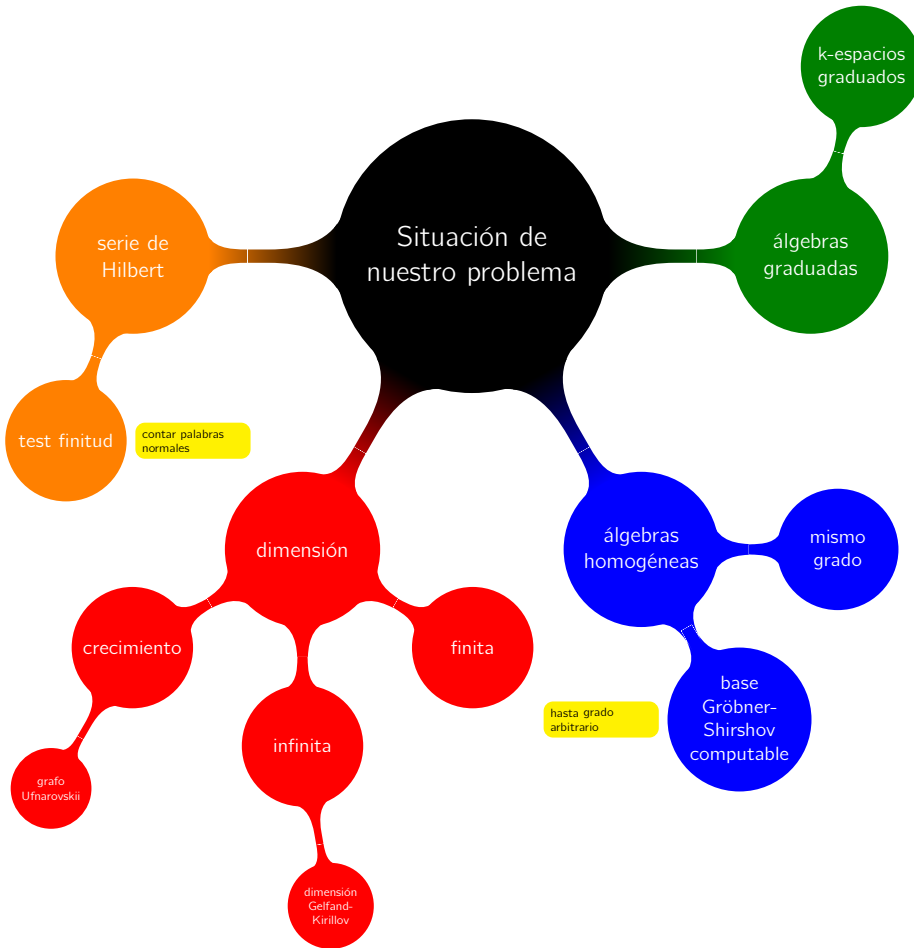 k-espacios
graduados
Situación de
nuestro problema
serie de
Hilbert
álgebras
graduadas
test finitud
contar palabras
normales
dimensión
álgebras
homogéneas
mismo
grado
crecimiento
finita
base
Gröbner-
Shirshov
computable
hasta grado
arbitrario
infinita
grafo
Ufnarovskii
dimensión
Gelfand-
Kirillov